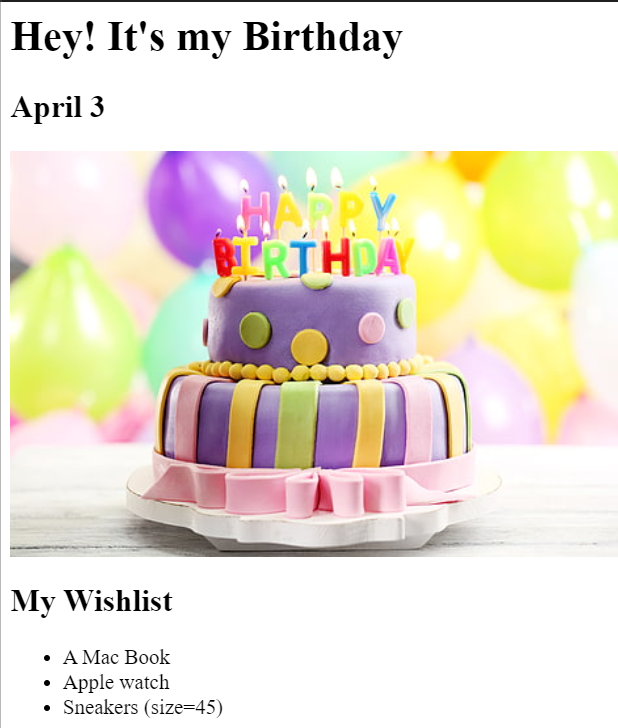 Hey! It's my Birthday
April 3
HAPPY
BIRTHDAY
My Wishlist
A Mac Book
Apple watch
Sneakers (size=45)